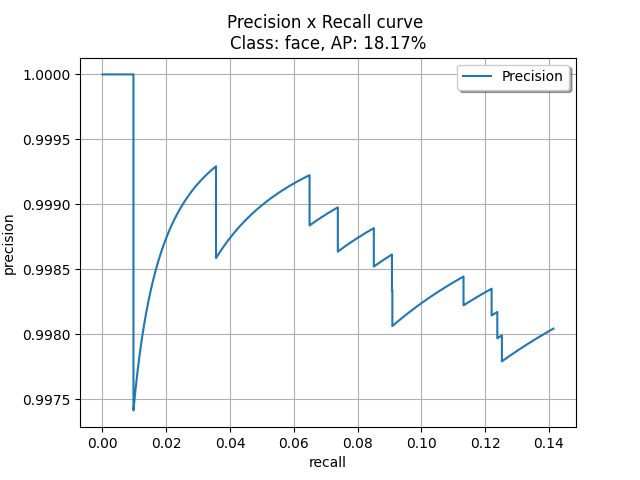 Precision x Recall curve
Class: face, AP: 18.17%
Precision
1.0000
0.9995
0.9990
0.9985
0.9980
0.9975
precision
0.00 0.02 0.04 0.06 0.08 0.10 0.12 0.14
recall